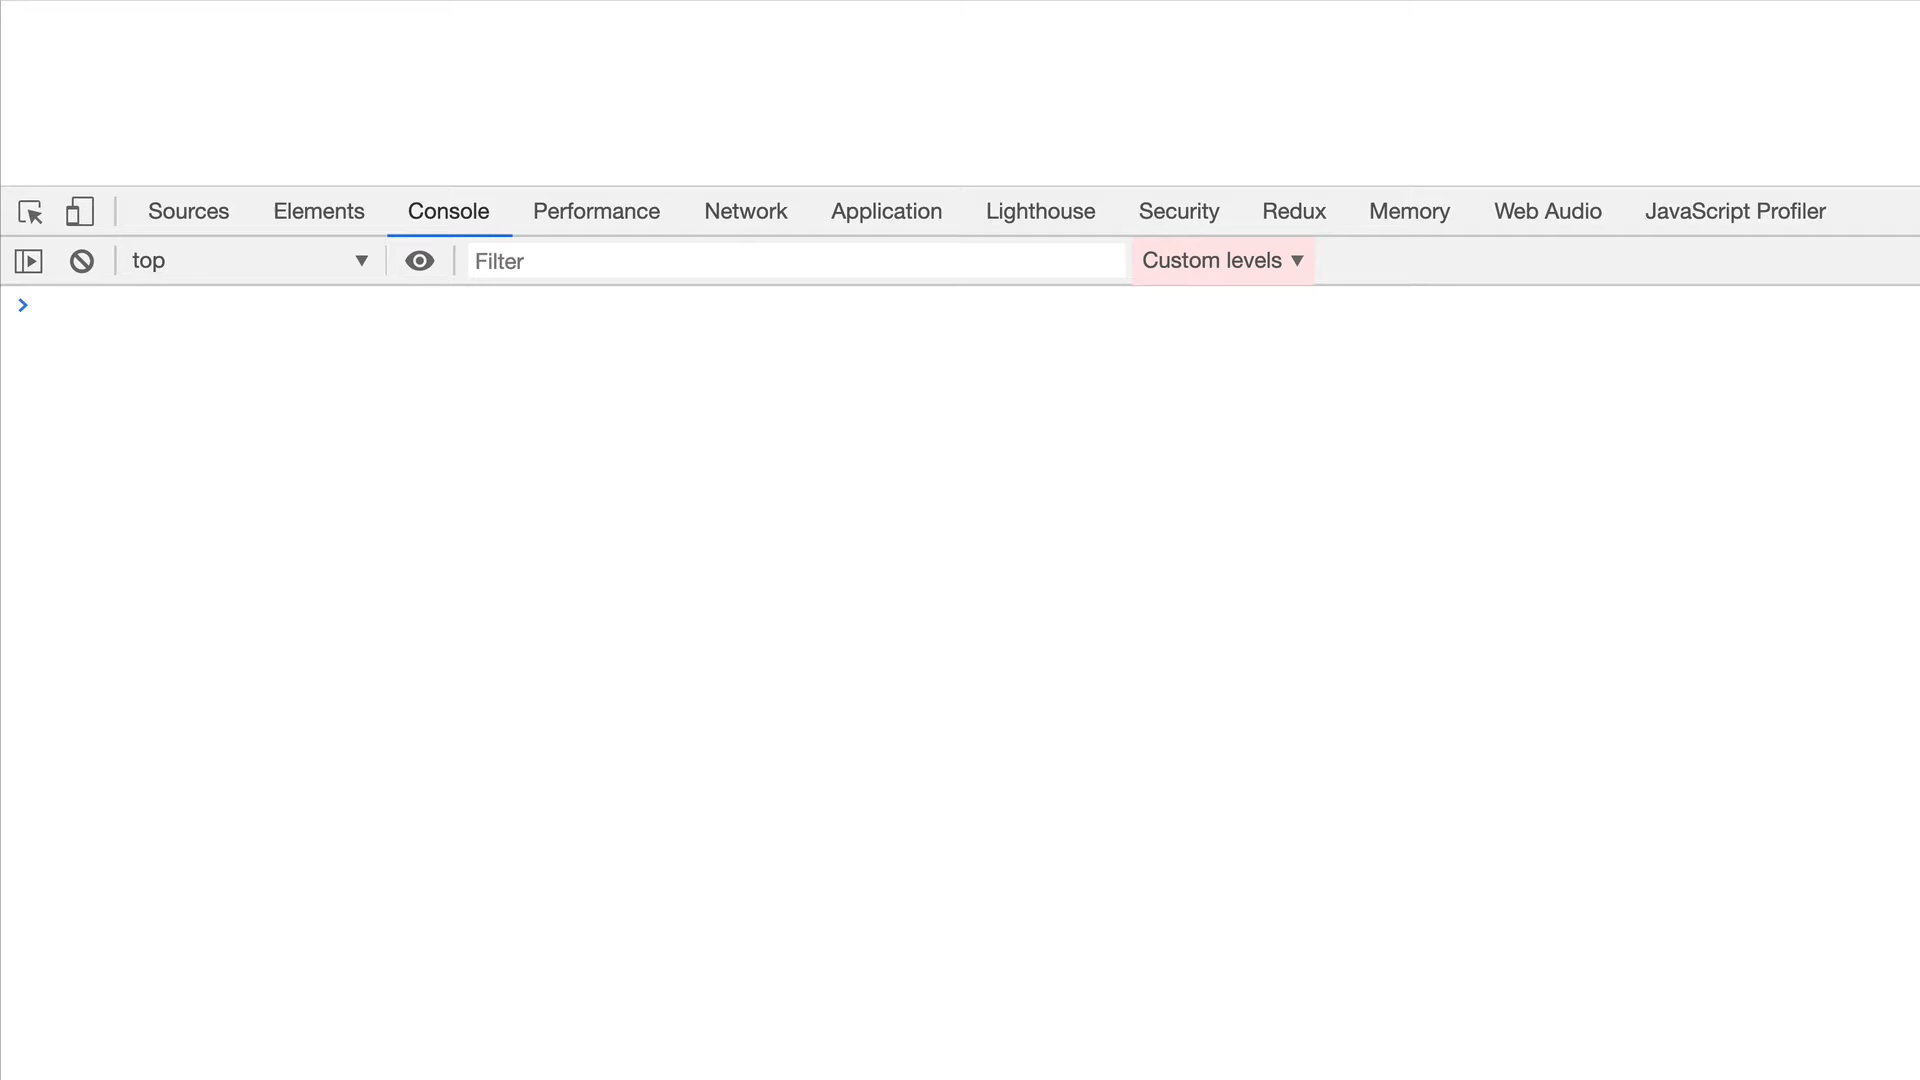 Sources Elements Console Performance Network Application Lighthouse Security Redux Memory Web Audio JavaScript Profiler
top Filter Custom levels